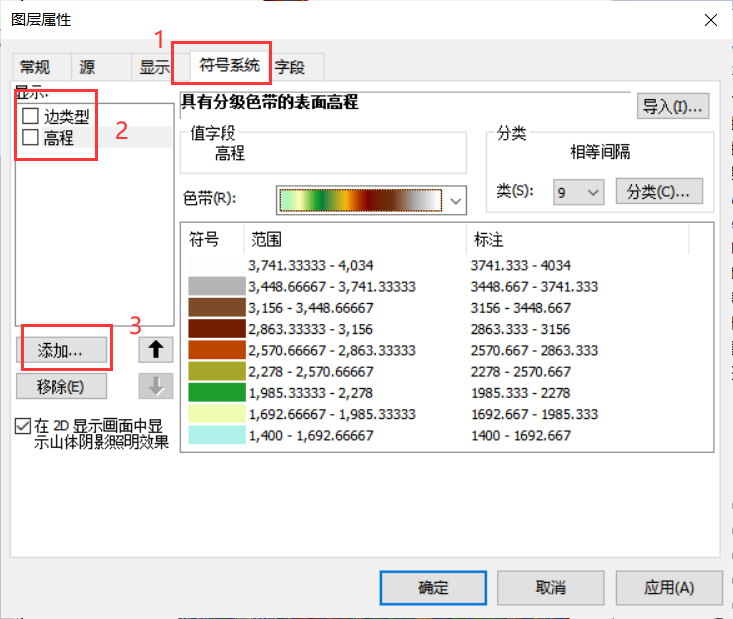 图层属性
1
常规 源 显示 符号系统 字段
显示:
边类型
高程
2
添加...
3
移除(E)
在 2D 显示画面中显
示山体阴影照明效果
具有分级色带的表面高程
导入(I)...
值字段
高程
分类
相等间隔
色带(R):
类(S): 9 分类(C)...
符号 范围 标注
3,741.33333 - 4,034 3741.333 - 4034
3,448.66667 - 3,741.33333 3448.667 - 3741.333
3,156 - 3,448.66667 3156 - 3448.667
2,863.33333 - 3,156 2863.333 - 3156
2,570.66667 - 2,863.33333 2570.667 - 2863.333
2,278 - 2,570.66667 2278 - 2570.667
1,985.33333 - 2,278 1985.333 - 2278
1,692.66667 - 1,985.33333 1692.667 - 1985.333
1,400 - 1,692.66667 1400 - 1692.667
确定 取消 应用(A)